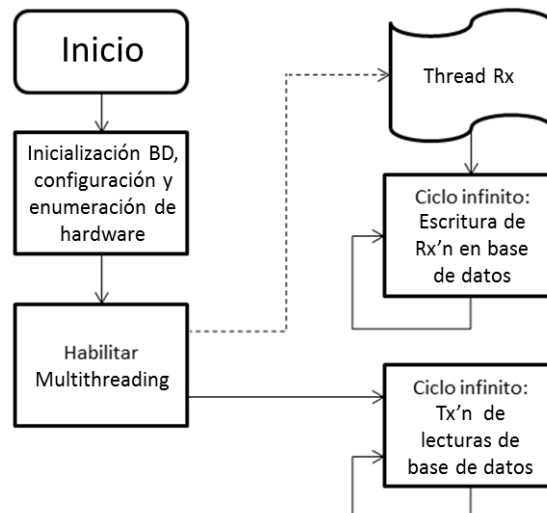 Inicio
Inicialización BD,
configuración y
enumeración de
hardware
Habilitar
Multithreading
Thread Rx
Ciclo infinito:
Escritura de
Rx’n en base
de datos
Ciclo infinito:
Tx’n de
lecturas de
base de datos